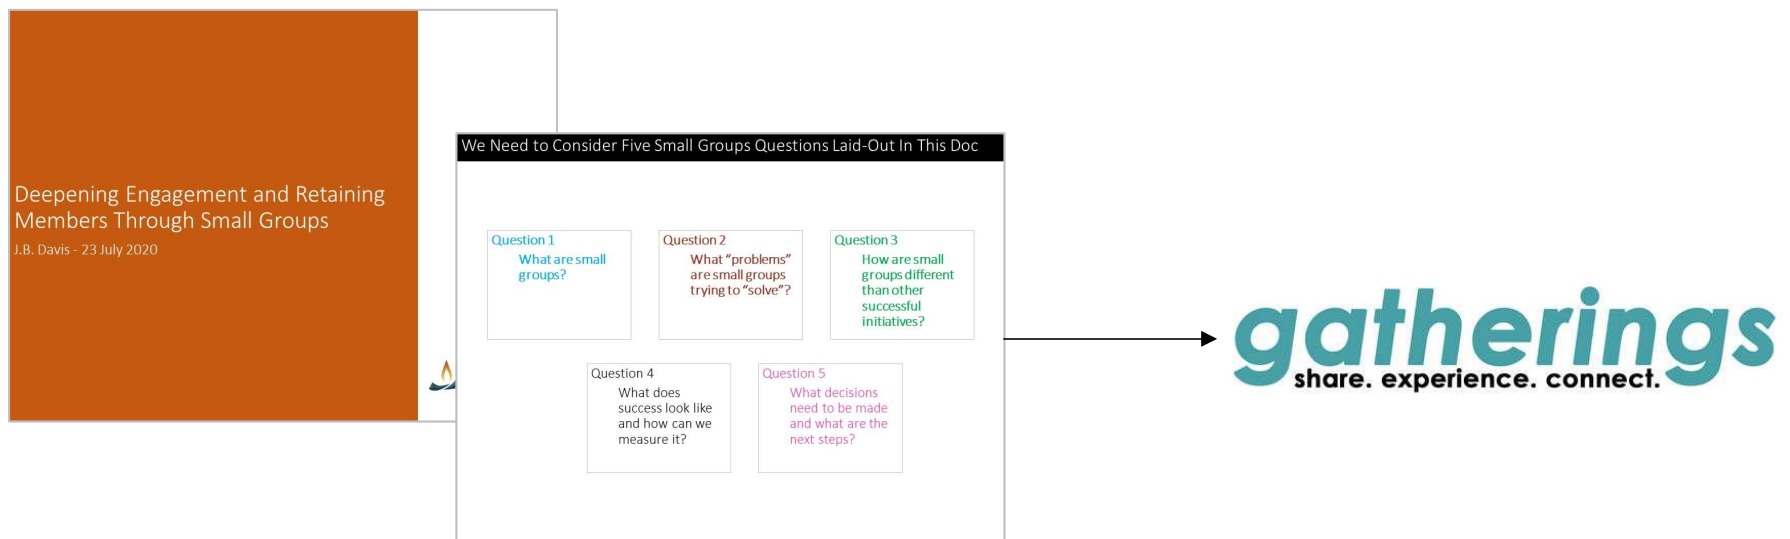 Deepening Engagement and Retaining
Members Through Small Groups
J.B. Davis - 23 July 2020
We Need to Consider Five Small Groups Questions Laid-Out In This Doc
Question 1
What are small
groups?
Question 2
What “problems”
are small groups
trying to “solve”?
Question 3
How are small
groups different
than other
successful
initiatives?
Question 4
What does
success look like
and how can we
measure it?
Question 5
What decisions
need to be made
and what are the
next steps?
gatherings
share. experience. connect.